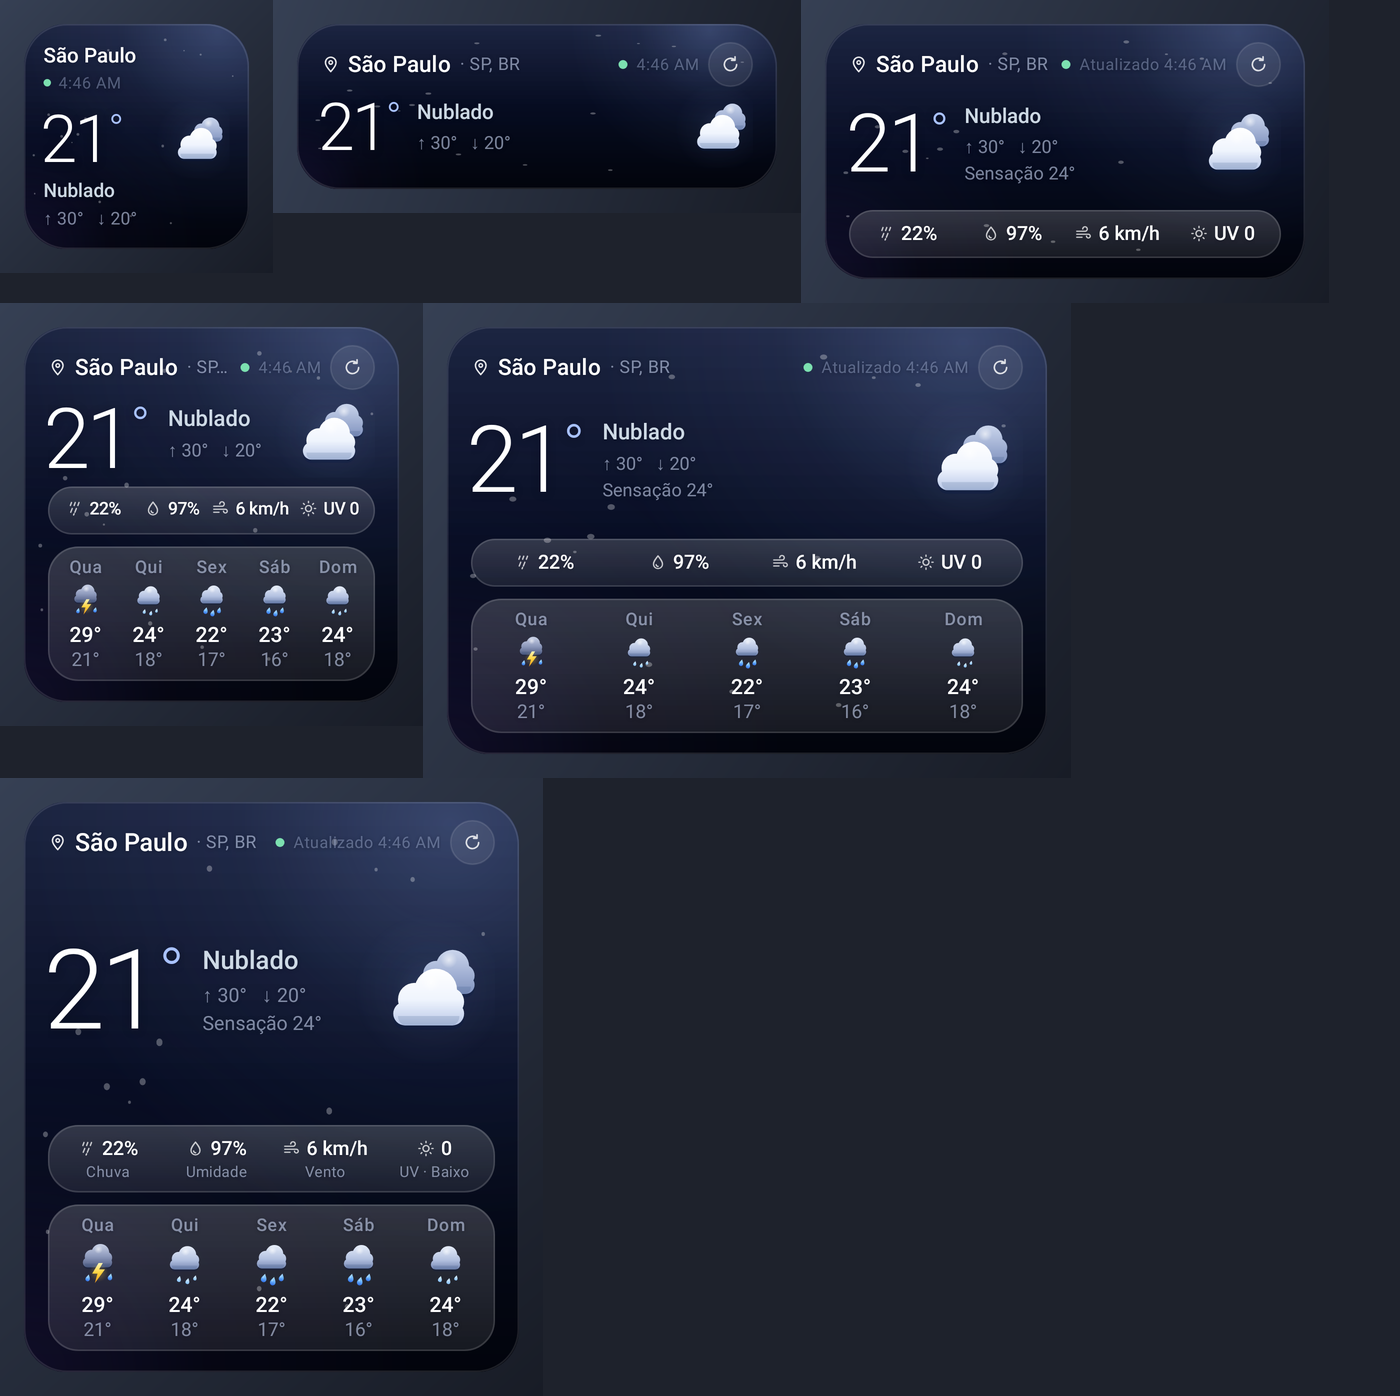 São Paulo
4:46 AM
21°
Nublado
↑ 30° ↓ 20°
São Paulo · SP, BR 4:46 AM
21° Nublado
↑ 30° ↓ 20°
São Paulo · SP, BR Atualizado 4:46 AM
21° Nublado
↑ 30° ↓ 20°
Sensação 24°
22% 97% 6 km/h UV 0
São Paulo · SP... 4:46 AM
21° Nublado
↑ 30° ↓ 20°
22% 97% 6 km/h UV 0
Qua Qui Sex Sáb Dom
29° 24° 22° 23° 24°
21° 18° 17° 16° 18°
São Paulo · SP, BR Atualizado 4:46 AM
21° Nublado
↑ 30° ↓ 20°
Sensação 24°
22% 97% 6 km/h UV 0
Qua Qui Sex Sáb Dom
29° 24° 22° 23° 24°
21° 18° 17° 16° 18°
São Paulo · SP, BR Atualizado 4:46 AM
21° Nublado
↑ 30° ↓ 20°
Sensação 24°
22% 97% 6 km/h 0
Chuva Umidade Vento UV · Baixo
Qua Qui Sex Sáb Dom
29° 24° 22° 23° 24°
21° 18° 17° 16° 18°